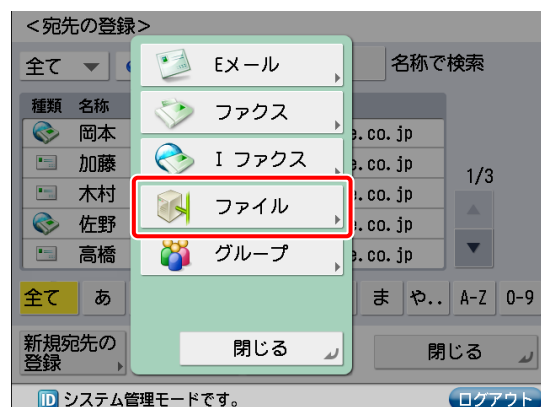 <宛先の登録>
全て
名称で検索
Eメール
ファクス
I ファクス
ファイル
グループ
閉じる
種類 名称
岡本
e.co.jp
加藤
e.co.jp
木村
e.co.jp
佐野
e.co.jp
高橋
e.co.jp
1/3
全て あ ま や.. A-Z 0-9
新規宛先の
登録
閉じる
ID システム管理モードです。
ログアウト